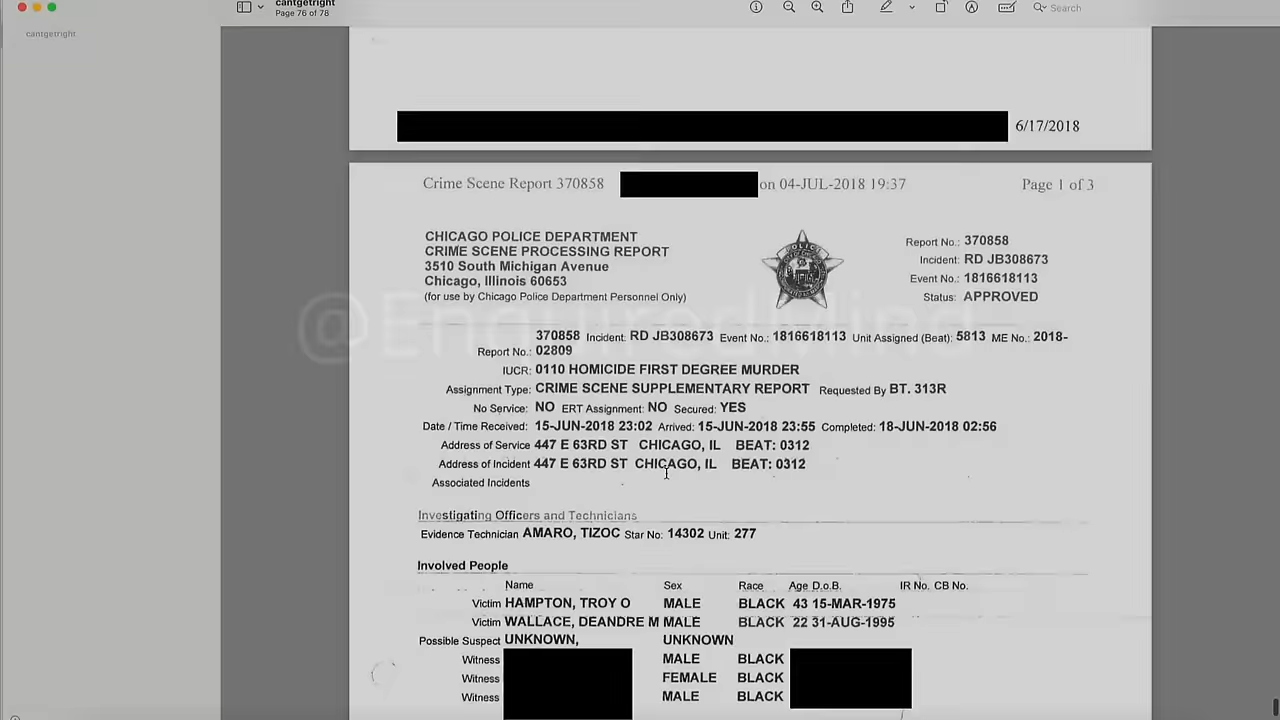 cantgetright
Page 76 of 78
Search
cantgetright
6/17/2018
Crime Scene Report 370858 on 04-JUL-2018 19:37 Page 1 of 3
CHICAGO POLICE DEPARTMENT
CRIME SCENE PROCESSING REPORT
3510 South Michigan Avenue
Chicago, Illinois 60653
(for use by Chicago Police Department Personnel Only)
POLICE
Report No.: 370858
Incident: RD JB308673
Event No.: 1816618113
Status: APPROVED
@EnquiredMind
370858 Incident: RD JB308673 Event No.: 1816618113 Unit Assigned (Beat): 5813 ME No.: 2018-
Report No.: 02809
IUCR: 0110 HOMICIDE FIRST DEGREE MURDER
Assignment Type: CRIME SCENE SUPPLEMENTARY REPORT Requested By BT. 313R
No Service: NO ERT Assignment: NO Secured: YES
Date / Time Received: 15-JUN-2018 23:02 Arrived: 15-JUN-2018 23:55 Completed: 18-JUN-2018 02:56
Address of Service 447 E 63RD ST CHICAGO, IL BEAT: 0312
Address of Incident 447 E 63RD ST CHICAGO, IL BEAT: 0312
Associated Incidents
Investigating Officers and Technicians
Evidence Technician AMARO, TIZOC Star No: 14302 Unit: 277
Involved People
Name Sex Race Age D.o.B. IR No. CB No.
Victim HAMPTON, TROY O MALE BLACK 43 15-MAR-1975
Victim WALLACE, DEANDRE M MALE BLACK 22 31-AUG-1995
Possible Suspect UNKNOWN, UNKNOWN
Witness MALE BLACK
Witness FEMALE BLACK
Witness MALE BLACK